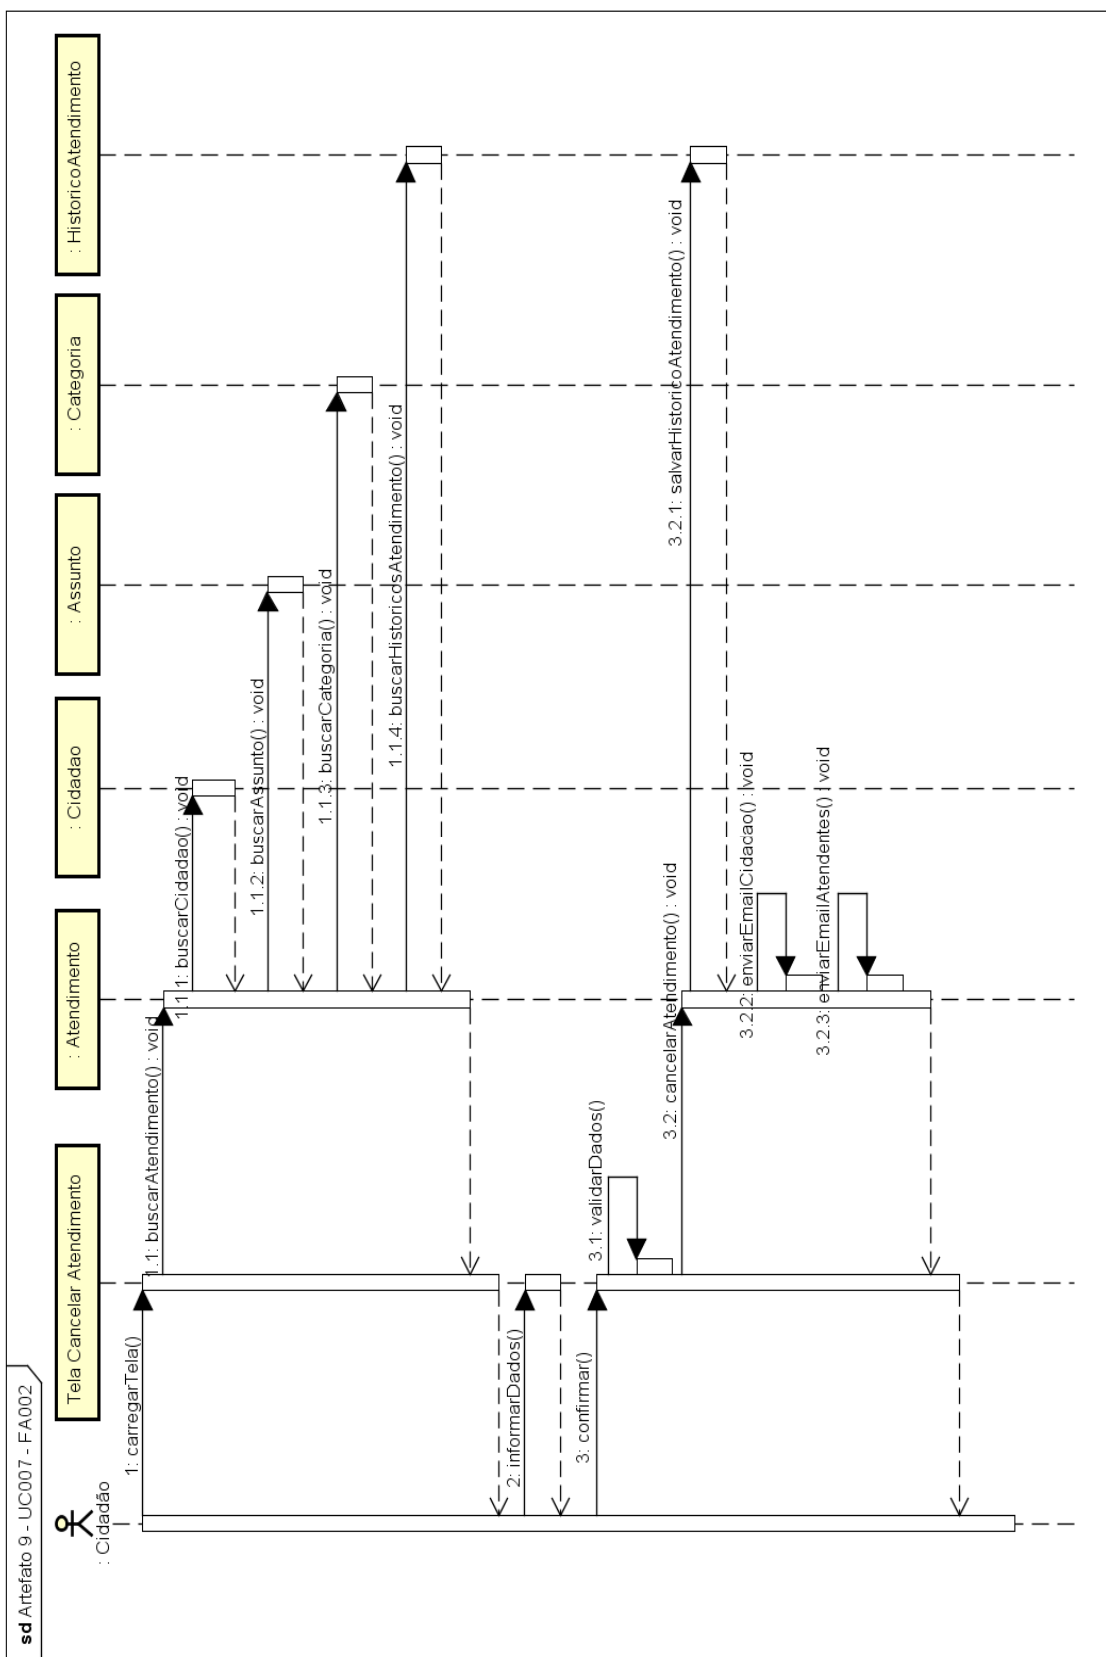 sd Artefato 9 - UC007 - FA002
: Cidadão
Tela Cancelar Atendimento
: Atendimento
: Cidadao
: Assunto
: Categoria
: HistoricoAtendimento
1: carregarTela()
1.1: buscarAtendimento() : void
1.1.1: buscarCidadao() : void
1.1.2: buscarAssunto() : void
1.1.3: buscarCategoria() : void
1.1.4: buscarHistoricosAtendimento() : void
2: informarDados()
3: confirmar()
3.1: validarDados()
3.2: cancelarAtendimento() : void
3.2.1: salvarHistoricoAtendimento() : void
3.2.2: enviarEmailCidacao() : void
3.2.3: enviarEmailAtendentes() : void